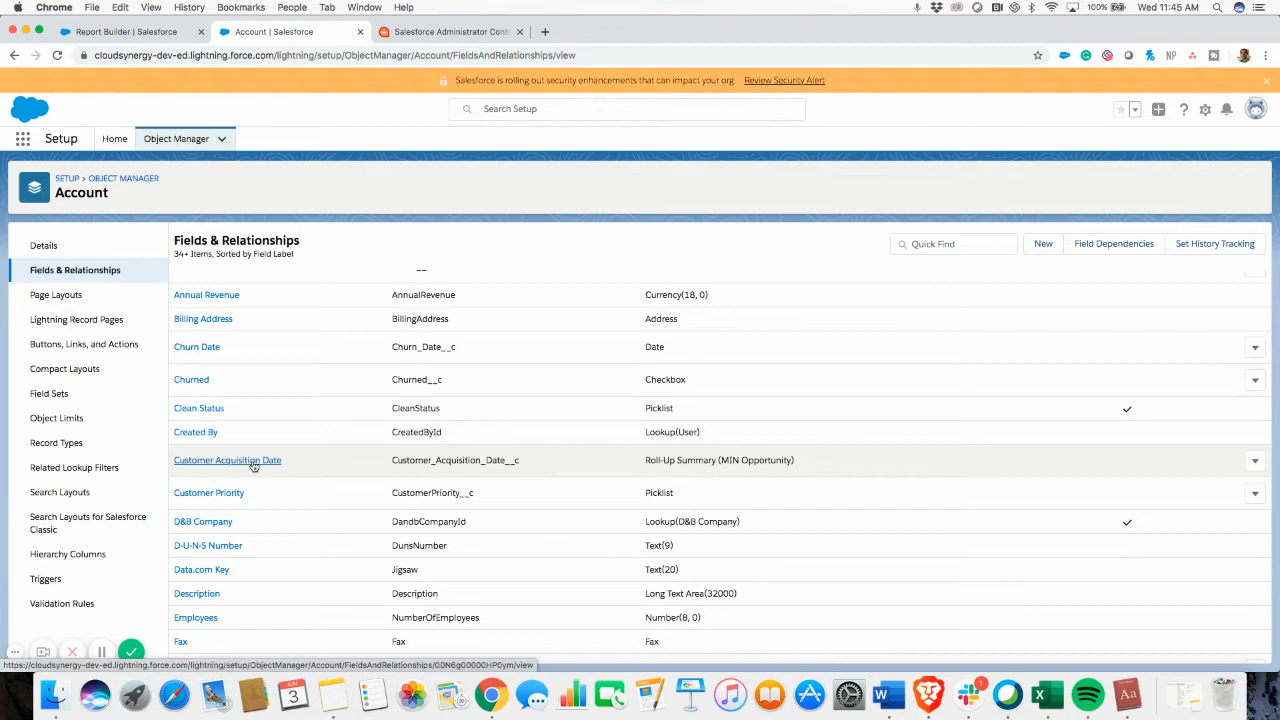 Chrome File Edit View History Bookmarks People Tab Window Help 100% Wed 11:45 AM
Report Builder | Salesforce × Account | Salesforce × Salesforce Administrator Cont × +
cloudsynergy-dev-ed.lightning.force.com/lightning/setup/ObjectManager/Account/FieldsAndRelationships/view NP
Salesforce is rolling out security enhancements that can impact your org. Review Security Alert
Search Setup
Setup Home Object Manager
SETUP > OBJECT MANAGER
Account
Details
Fields & Relationships
Page Layouts
Lightning Record Pages
Buttons, Links, and Actions
Compact Layouts
Field Sets
Object Limits
Record Types
Related Lookup Filters
Search Layouts
Search Layouts for Salesforce
Classic
Hierarchy Columns
Triggers
Validation Rules
Fields & Relationships
34+ Items, Sorted by Field Label
Quick Find New Field Dependencies Set History Tracking
Annual Revenue AnnualRevenue Currency(18, 0)
Billing Address BillingAddress Address
Churn Date Churn_Date__c Date
Churned Churned__c Checkbox
Clean Status CleanStatus Picklist
Created By CreatedById Lookup(User)
Customer Acquisition Date Customer_Acquisition_Date__c Roll-Up Summary (MIN Opportunity)
Customer Priority CustomerPriority__c Picklist
D&B Company DandbCompanyId Lookup(D&B Company)
D-U-N-S Number DunsNumber Text(9)
Data.com Key Jigsaw Text(20)
Description Description Long Text Area(32000)
Employees NumberOfEmployees Number(8, 0)
Fax Fax Fax
https://cloudsynergy-dev-ed.lightning.force.com/lightning/setup/ObjectManager/Account/FieldsAndRelationships/00N6g00000HP0ym/view
JUN
3
1